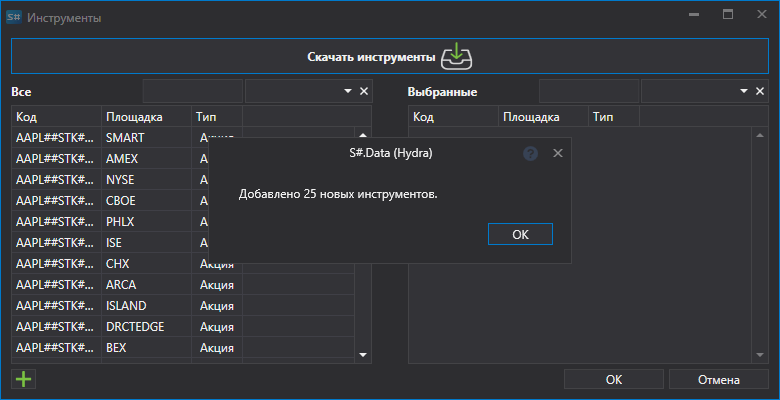 S# Инструменты
Скачать инструменты
Все
Выбранные
Код Площадка Тип
Код Площадка Тип
AAPL##STK#... SMART Акция
AAPL##STK#... AMEX А
AAPL##STK#... NYSE А
AAPL##STK#... CBOE А
AAPL##STK#... PHLX А
AAPL##STK#... ISE А
AAPL##STK#... CHX Акция
AAPL##STK#... ARCA Акция
AAPL##STK#... ISLAND Акция
AAPL##STK#... DRCTEDGE Акция
AAPL##STK#... BEX Акция
S#.Data (Hydra) ?
Добавлено 25 новых инструментов.
OK
OK Отмена